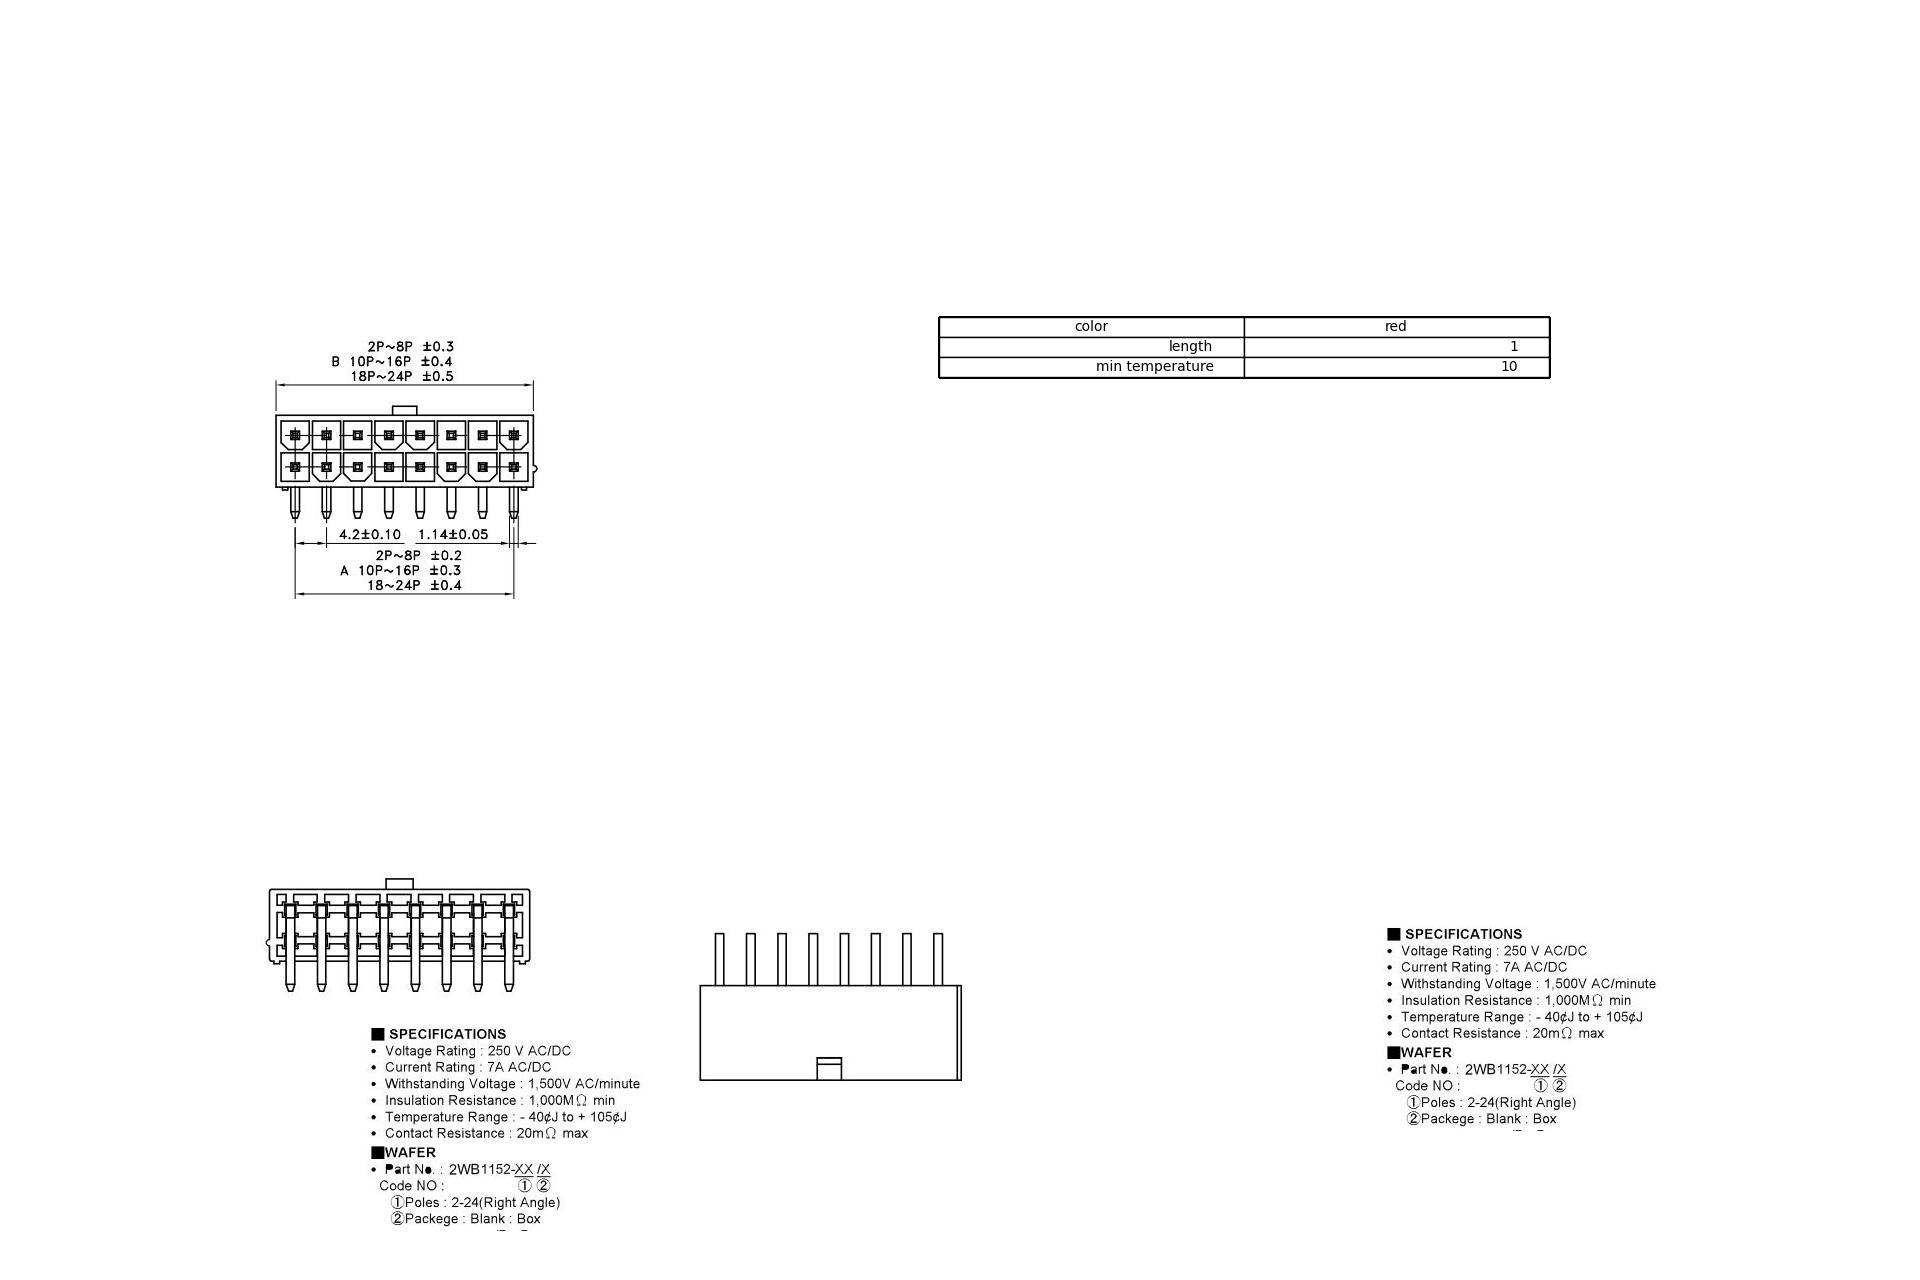 color red
length 1
min temperature 10
2P~8P ±0.3
B 10P~16P ±0.4
18P~24P ±0.5
4.2±0.10 1.14±0.05
2P~8P ±0.2
A 10P~16P ±0.3
18~24P ±0.4
■ SPECIFICATIONS
• Voltage Rating : 250 V AC/DC
• Current Rating : 7A AC/DC
• Withstanding Voltage : 1,500V AC/minute
• Insulation Resistance : 1,000MΩ min
• Temperature Range : - 40¢J to + 105¢J
• Contact Resistance : 20mΩ max
■WAFER
• Part No. : 2WB1152-XX /X
Code NO : ① ②
①Poles : 2-24(Right Angle)
②Packege : Blank : Box
■ SPECIFICATIONS
• Voltage Rating : 250 V AC/DC
• Current Rating : 7A AC/DC
• Withstanding Voltage : 1,500V AC/minute
• Insulation Resistance : 1,000MΩ min
• Temperature Range : - 40¢J to + 105¢J
• Contact Resistance : 20mΩ max
■WAFER
• Part No. : 2WB1152-XX /X
Code NO : ① ②
①Poles : 2-24(Right Angle)
②Packege : Blank : Box